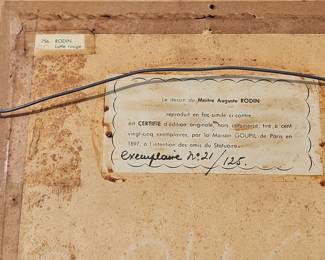 756 RODIN
Lutte rouge
Le dessin du Maître Auguste RODIN
reproduit en fac-simile ci-contre,
est CERTIFIÉ d'édition originale, hors commerce, tiré à cent
vingt-cinq exemplaires, par la Maison GOUPIL de Paris en
1897, à l'intention des amis du Statuaire.
exemplaire N° 21/125.